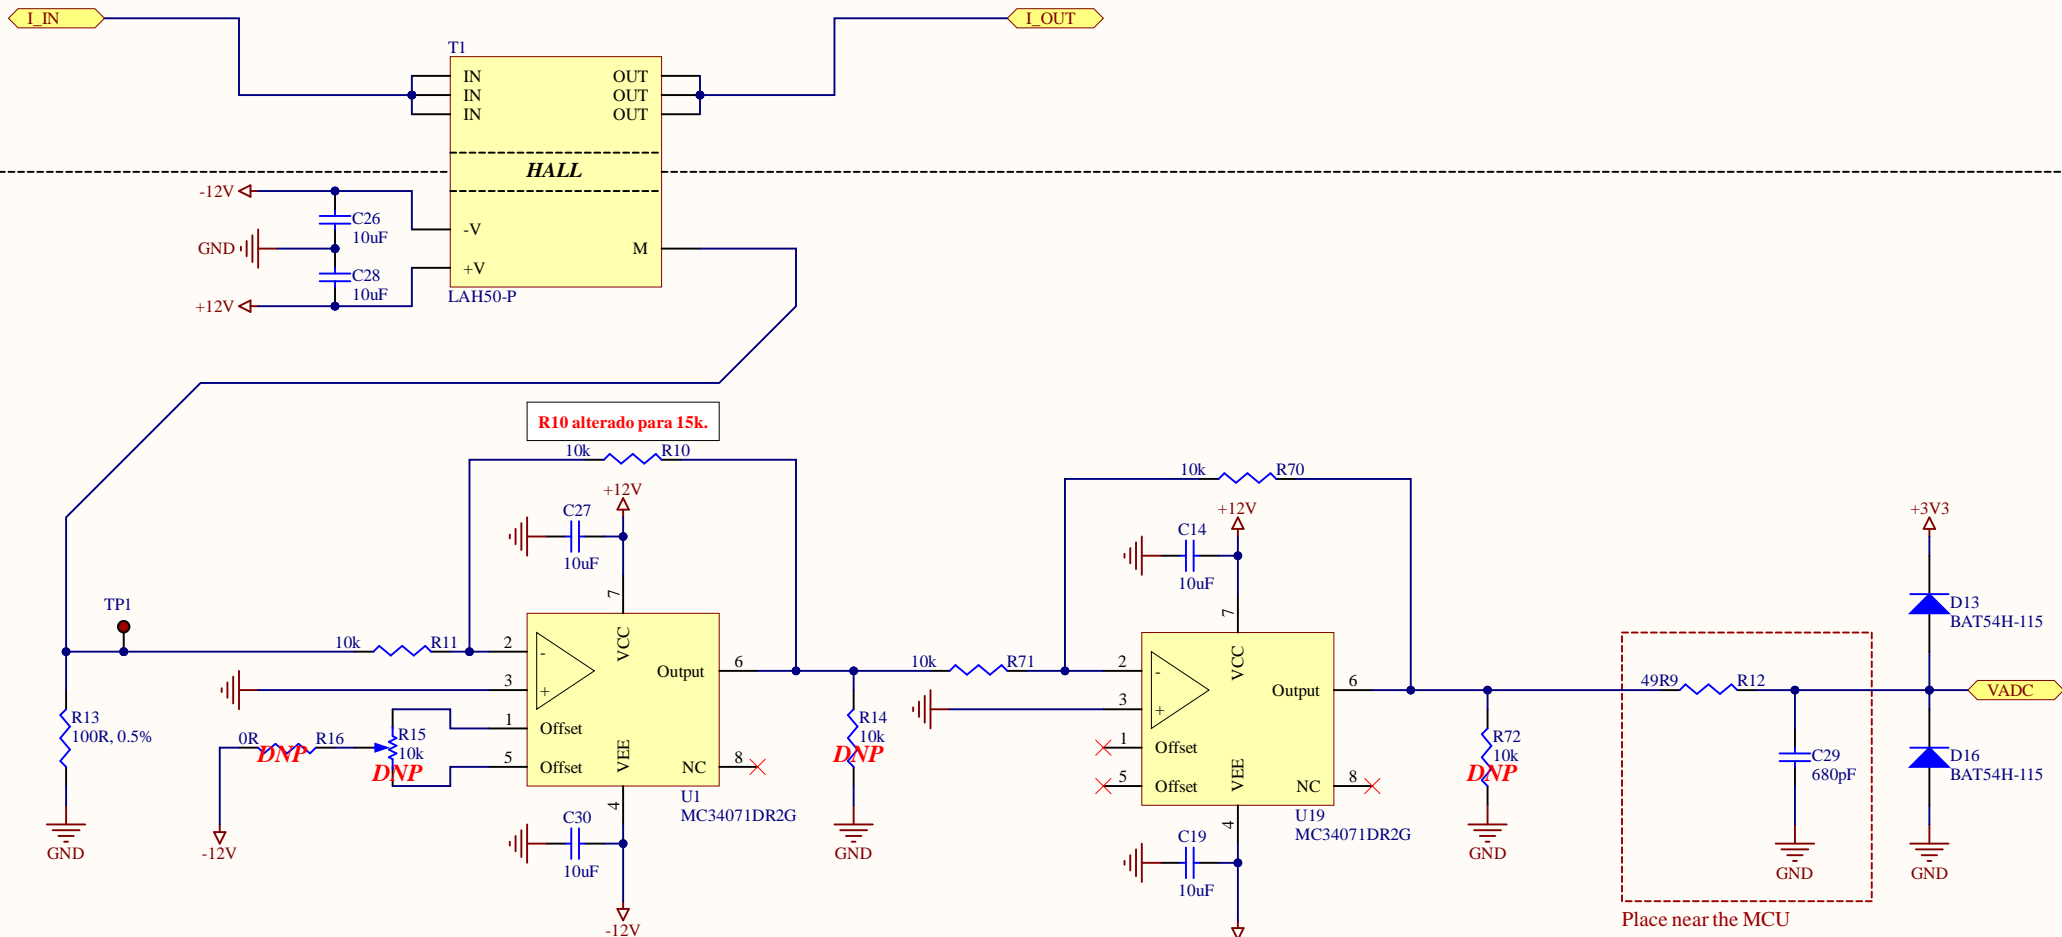 I_IN
I_OUT
T1
IN
OUT
IN
OUT
IN
OUT
HALL
-12V
C26
10uF
-V
GND
M
C28
+V
10uF
+12V
LAH50-P
R10 alterado para 15k.
10k
R10
10k
R70
+12V
C27
10uF
+12V
C14
10uF
+3V3
7
7
TP1
D13
BAT54H-115
10k
R11
2
-
VCC
Output
6
10k
R71
2
-
VCC
3
+
3
+
Output
6
49R9
R12
VADC
R13
100R, 0.5%
1
Offset
R15
10k
DNP
0R
DNP
R16
5
Offset
VEE
NC
8
R14
10k
DNP
1
Offset
5
Offset
VEE
NC
8
R72
10k
DNP
C29
680pF
D16
BAT54H-115
4
U1
MC34071DR2G
4
U19
MC34071DR2G
GND
-12V
C30
10uF
GND
C19
10uF
GND
GND
GND
-12V
Place near the MCU